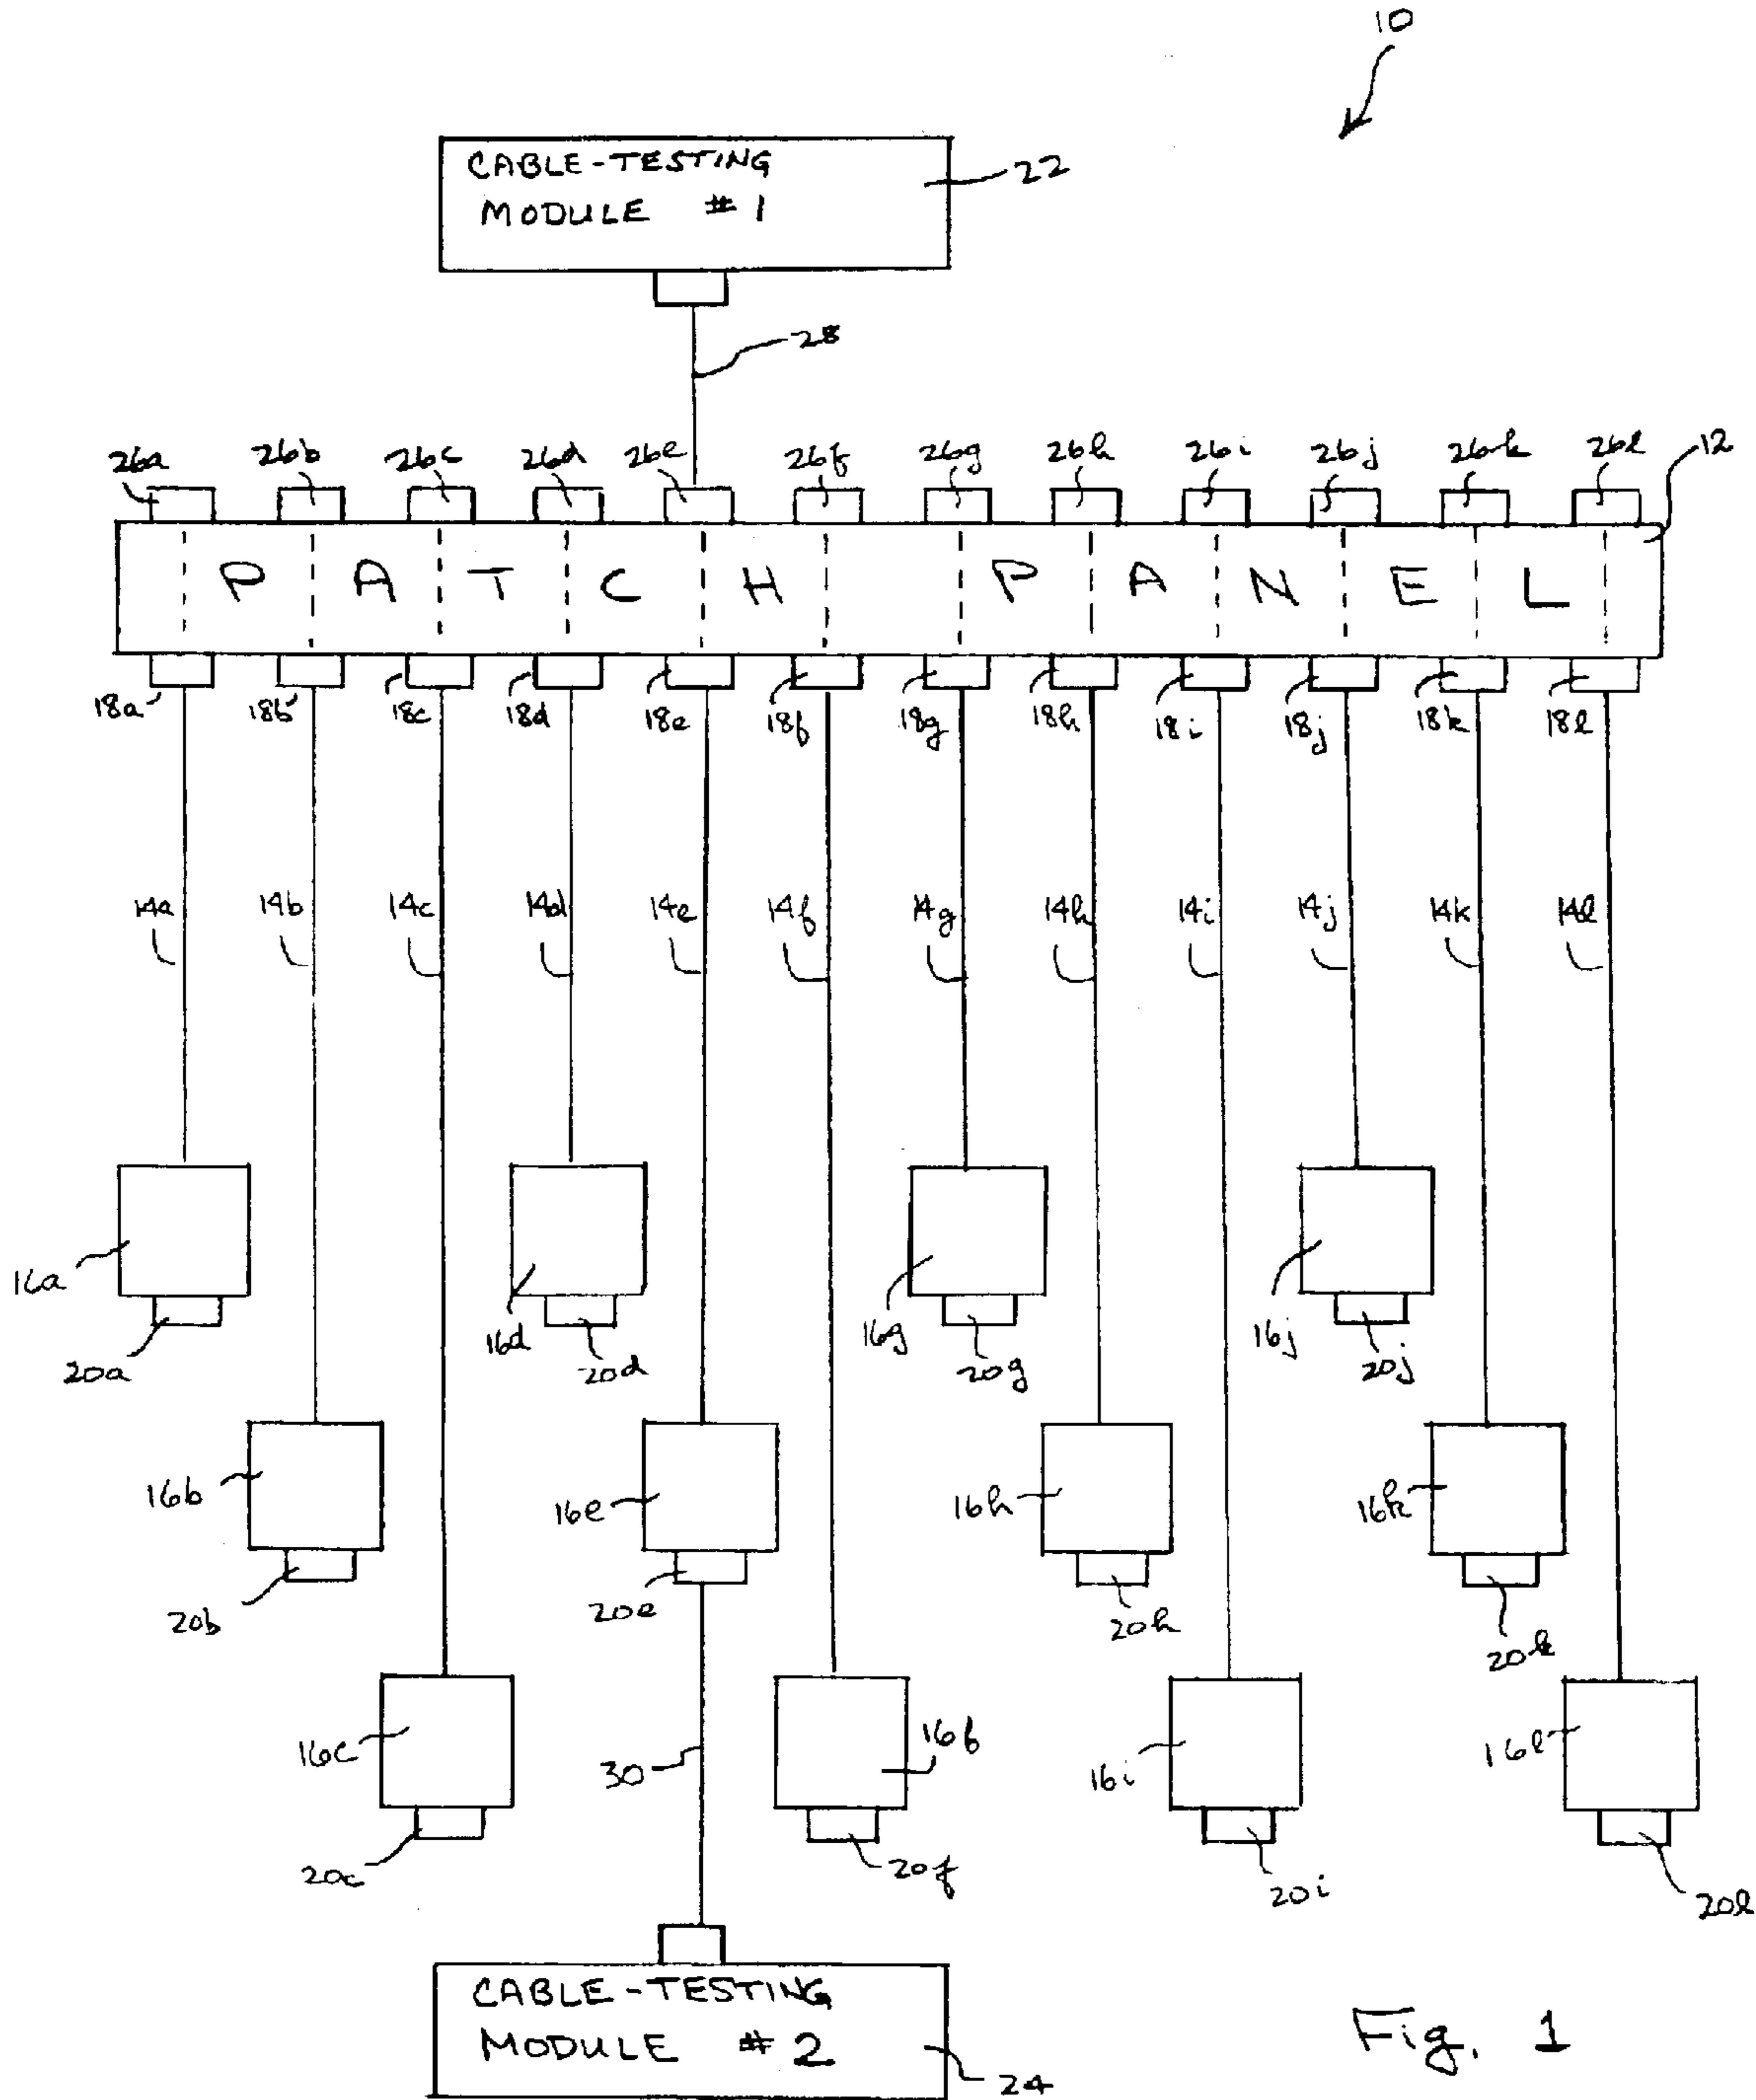 10
CABLE-TESTING
MODULE #1
22
28
26a 26b 26c 26d 26e 26f 26g 26h 26i 26j 26k 26l 12
PATCH PANEL
18a 18b 18c 18d 18e 18f 18g 18h 18i 18j 18k 18l
14a 14b 14c 14d 14e 14f 14g 14h 14i 14j 14k 14l
16a 16d 16g 16j
20a 20d 20g 20j
16b 16e 16h 16k
20b 20e 20h 20k
16c 30 16f 16i 16l
20c 20f 20i 20l
CABLE-TESTING
MODULE #2
24
Fig. 1